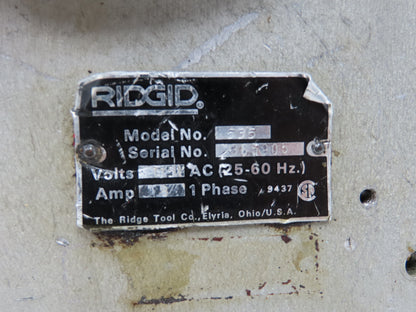 RIDGID®
Model No. 535
Serial No.
Volts AC (25-60 Hz.)
Amp 1 Phase 9437 SA
The Ridge Tool Co., Elyria, Ohio/U.S.A.